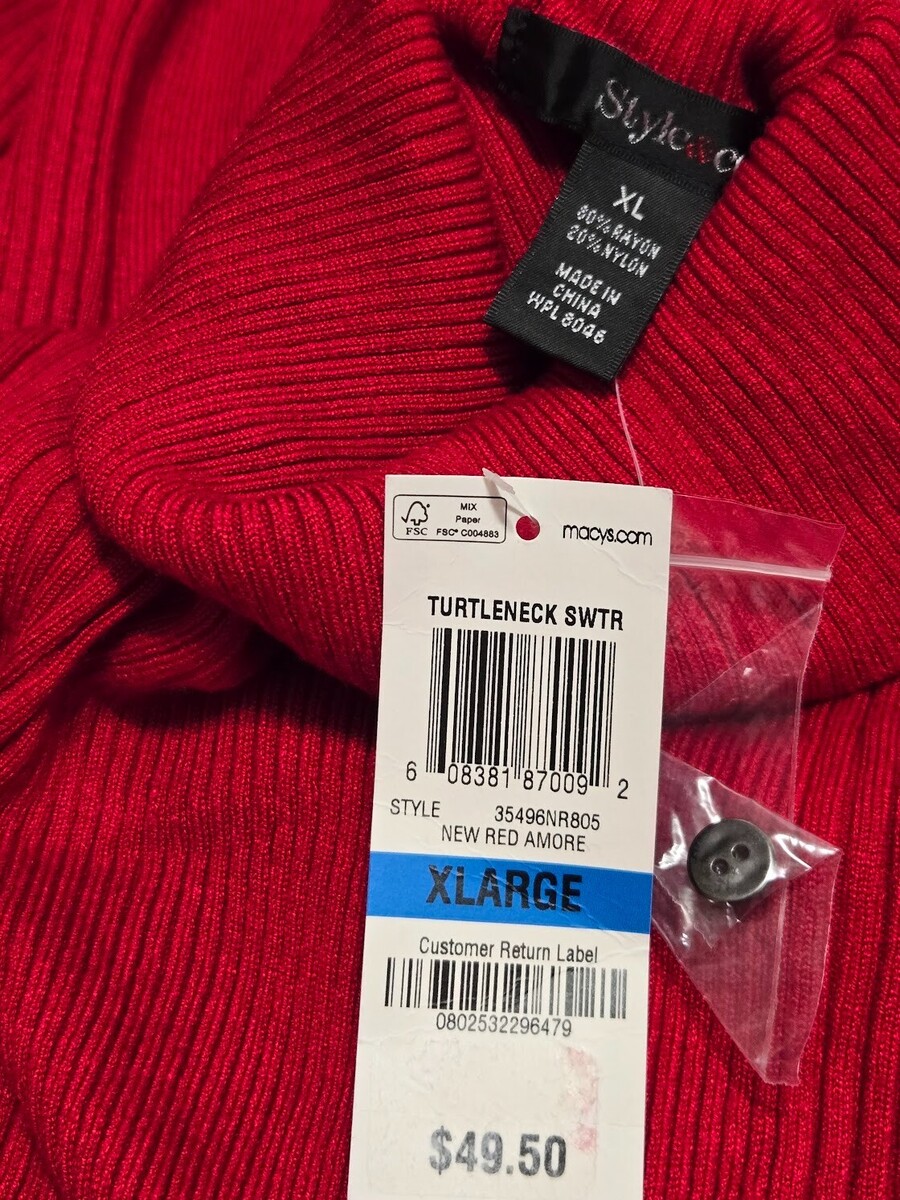 Style&c
XL
80% RAYON
20% NYLON
MADE IN
CHINA
WPL 8046
MIX
Paper
FSC
FSC® C004883
macys.com
TURTLENECK SWTR
6 08381 87009 2
STYLE 35496NR805
NEW RED AMORE
XLARGE
Customer Return Label
0802532296479
$49.50